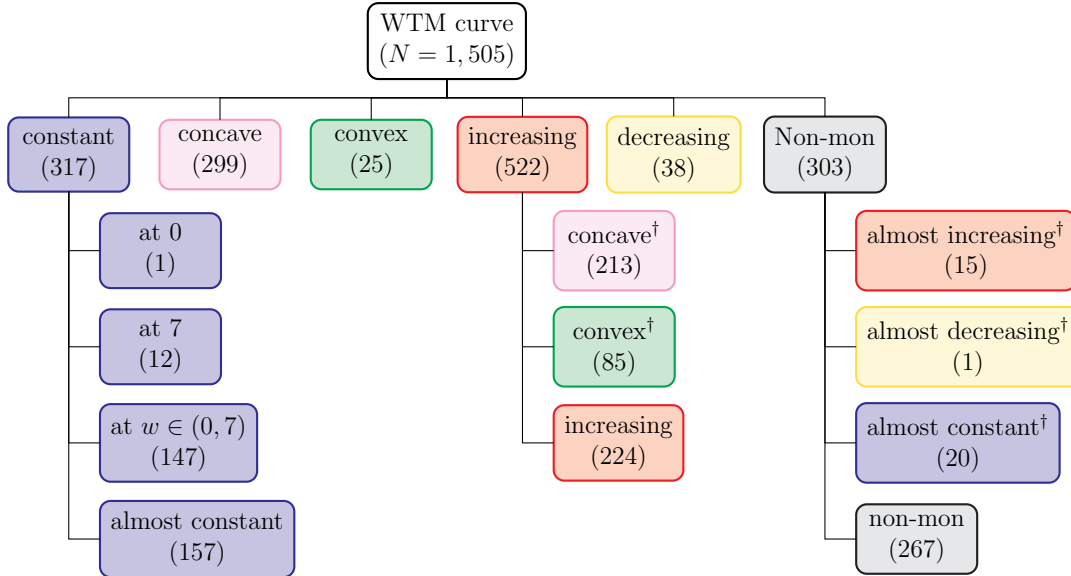 WTM curve
(N = 1, 505)
constant
(317)
concave
(299)
convex
(25)
increasing
(522)
decreasing
(38)
Non-mon
(303)
at 0
(1)
at 7
(12)
at w ∈ (0, 7)
(147)
almost constant
(157)
concave†
(213)
convex†
(85)
increasing
(224)
almost increasing†
(15)
almost decreasing†
(1)
almost constant†
(20)
non-mon
(267)